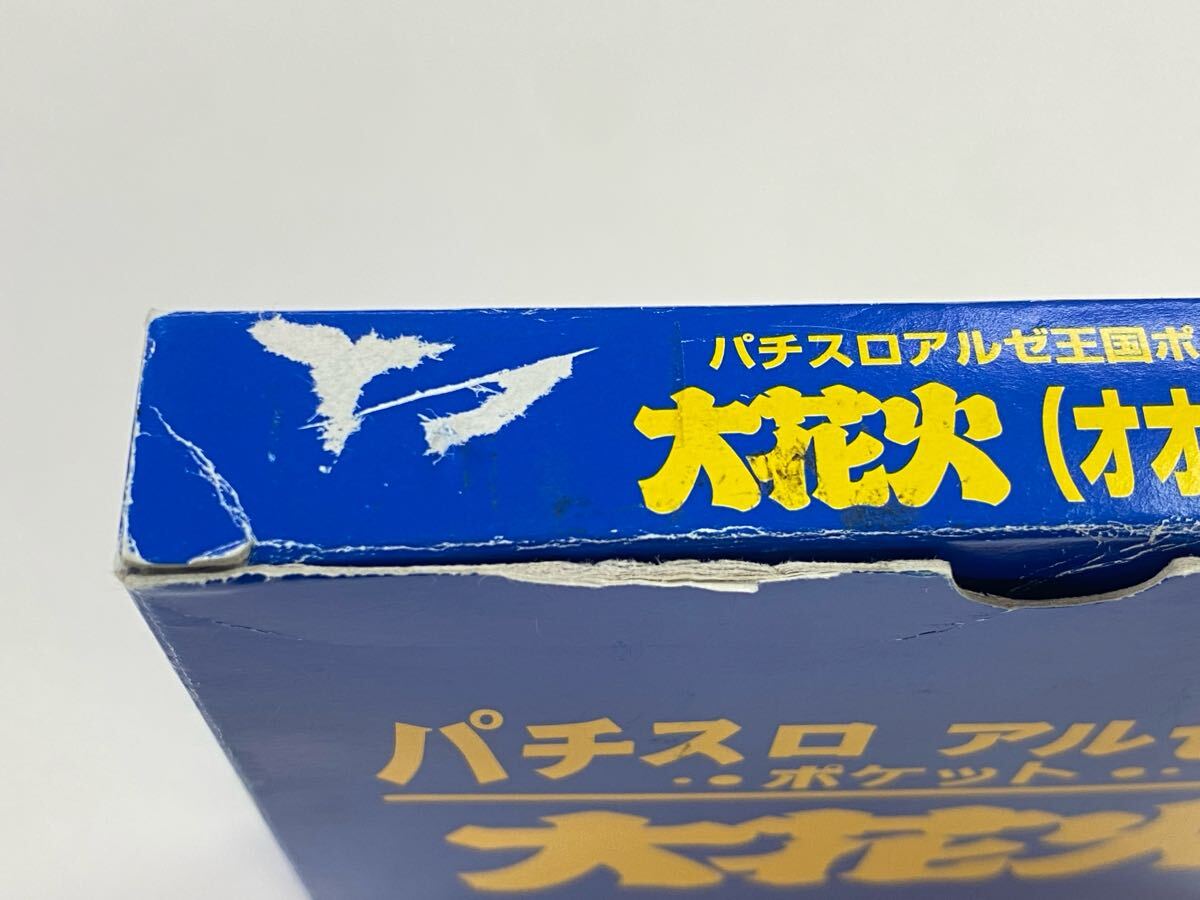 パチスロアルゼ王国ポ
大花火 (オオ
パチスロ アルゼ
ポケット
大花火